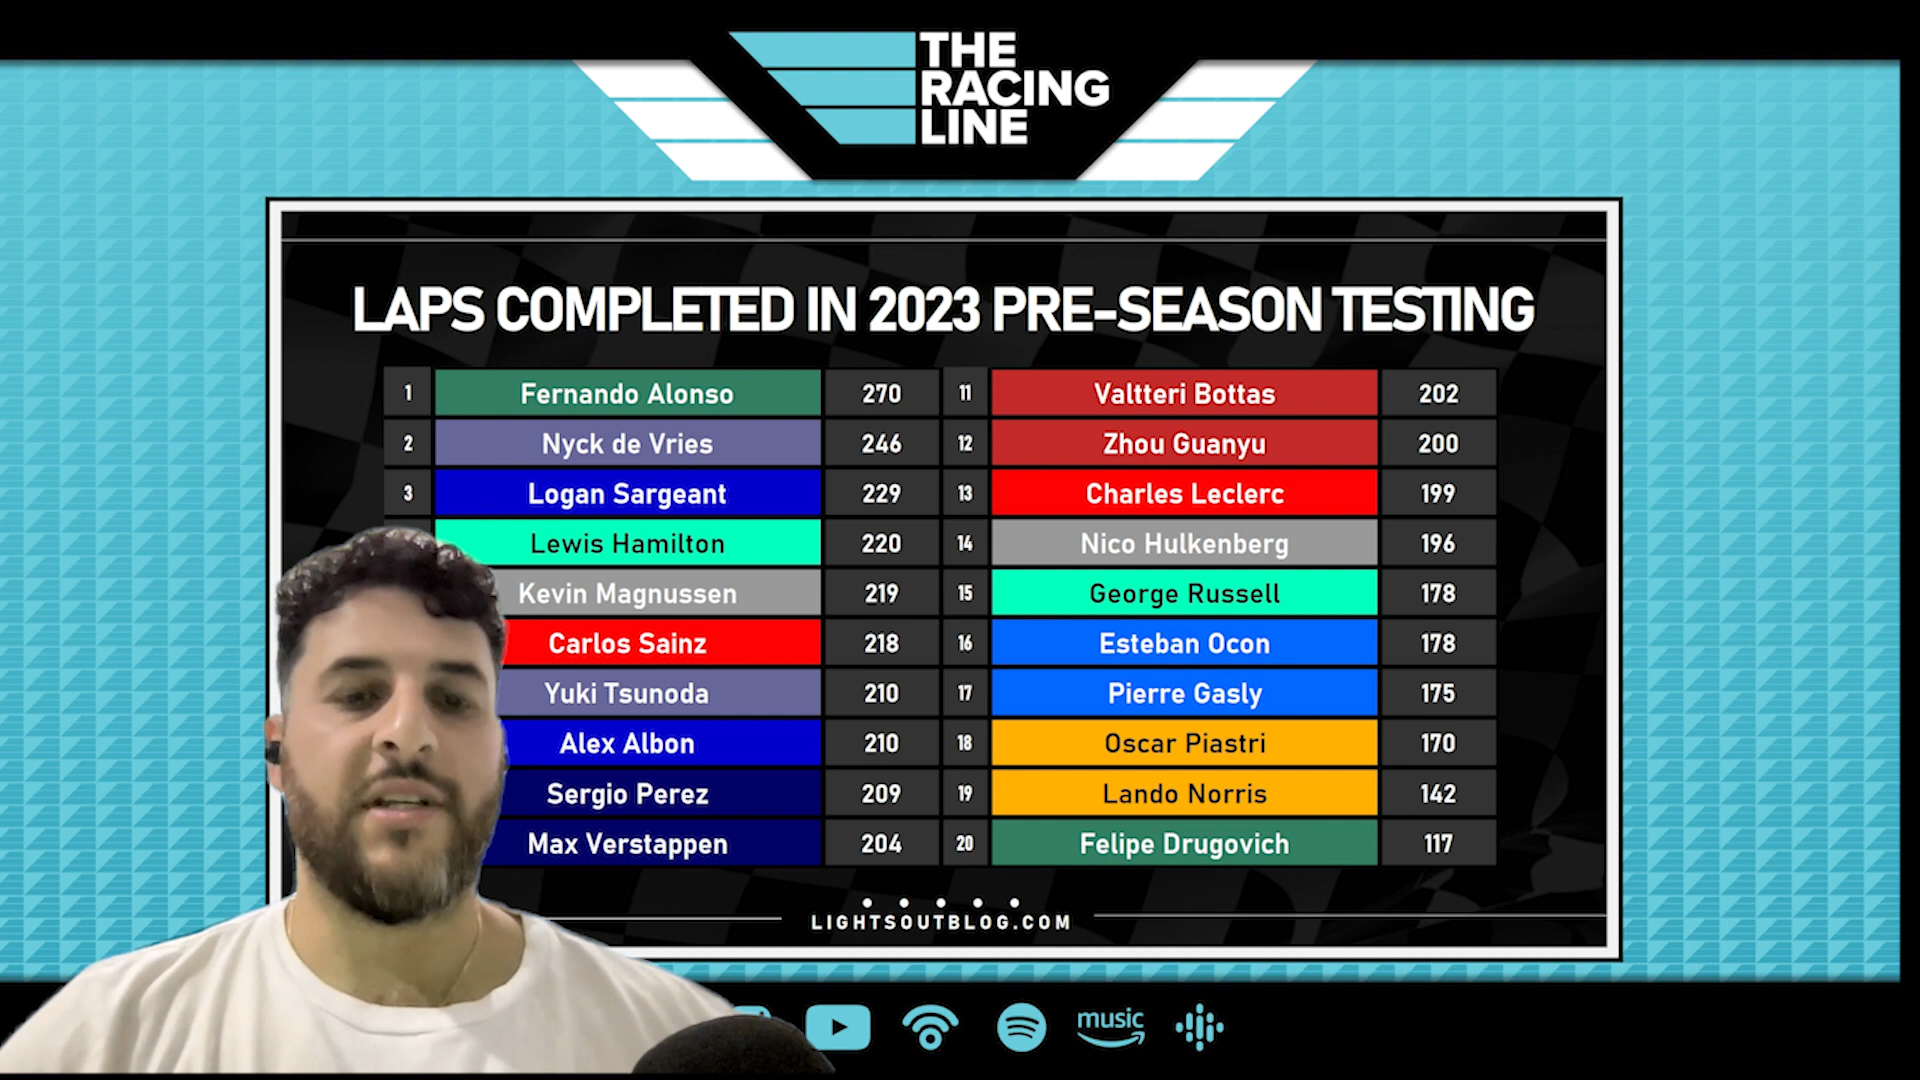 THE
RACING
LINE
LAPS COMPLETED IN 2023 PRE-SEASON TESTING
1 Fernando Alonso 270
2 Nyck de Vries 246
3 Logan Sargeant 229
Lewis Hamilton 220
Kevin Magnussen 219
Carlos Sainz 218
Yuki Tsunoda 210
Alex Albon 210
Sergio Perez 209
Max Verstappen 204
11 Valtteri Bottas 202
12 Zhou Guanyu 200
13 Charles Leclerc 199
14 Nico Hulkenberg 196
15 George Russell 178
16 Esteban Ocon 178
17 Pierre Gasly 175
18 Oscar Piastri 170
19 Lando Norris 142
20 Felipe Drugovich 117
LIGHTSOUTBLOG.COM
music